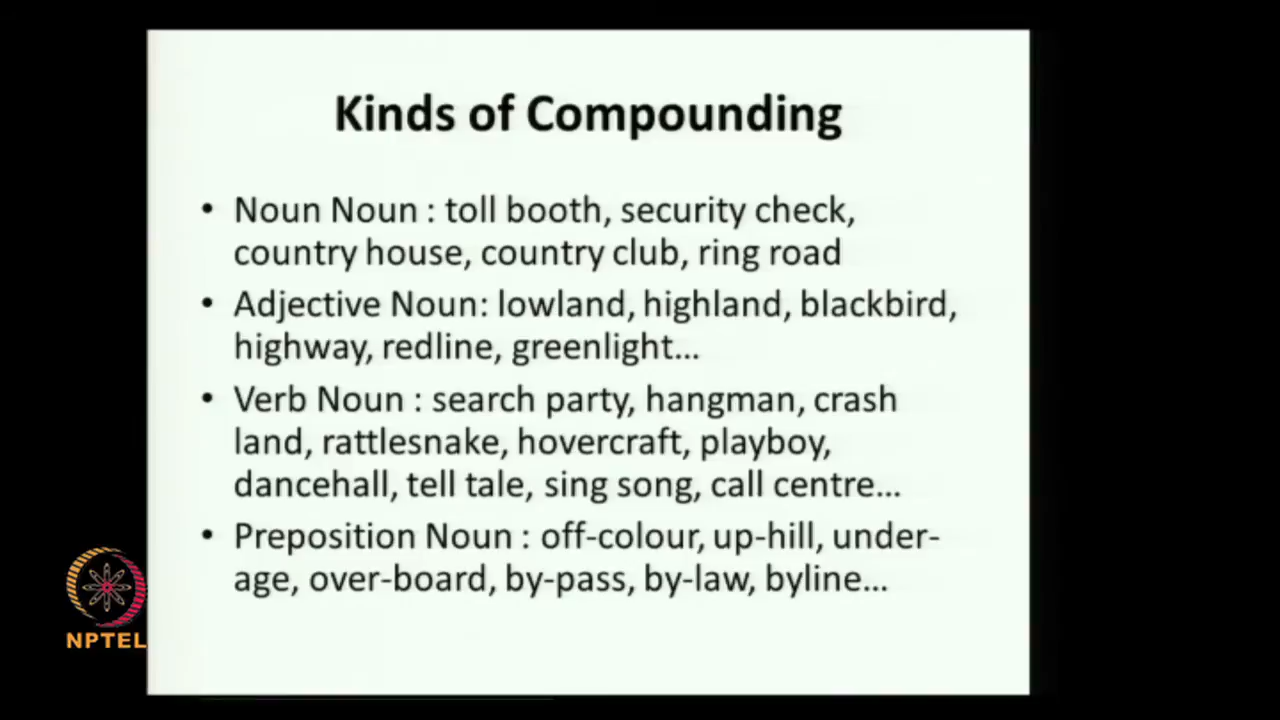 Kinds of Compounding
• Noun Noun : toll booth, security check,
country house, country club, ring road
• Adjective Noun: lowland, highland, blackbird,
highway, redline, greenlight...
• Verb Noun : search party, hangman, crash
land, rattlesnake, hovercraft, playboy,
dancehall, tell tale, sing song, call centre...
• Preposition Noun : off-colour, up-hill, under-
age, over-board, by-pass, by-law, byline...
NPTEL